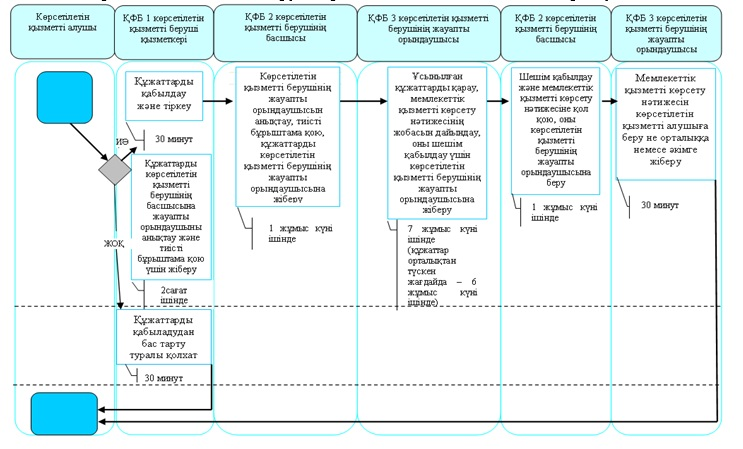 Көрсетілетін
қызметті алушы
ҚФБ 1 көрсетілетін
қызметті беруші
қызметкері
ҚФБ 2 көрсетілетін
қызметті берушінің
басшысы
ҚФБ 3 көрсетілетін қызметті
берушінің жауапты
орындаушысы
ҚФБ 2 көрсетілетін
қызметті берушінің
басшысы
ҚФБ 3 көрсетілетін
қызметті берушінің
жауапты
орындаушысы
Құжаттарды
қабылдау
және тіркеу
30 минут
ИӘ
ЖОҚ
Құжаттарды
көрсетілетін
қызметті
берушінің
басшысына
жауапты
орындаушыны
анықтау және
тиісті
бұрыштама қою
үшін жіберу
2сағат
ішінде
Құжаттарды
қабыладудан
бас тарту
туралы қолхат
30 минут
Көрсетілетін
қызметті берушінің
жауапты
орындаушысын
анықтау, тиісті
бұрыштама қою,
құжаттарды
көрсетілетін
қызметті берушінің
жауапты
орындаушысына
жіберу
1 жұмыс күні
ішінде
Ұсынылған
құжаттарды қарау,
мемлекеттік
қызметті көрсету
нәтижесінің
жобасын дайындау,
оны шешім
қабылдау үшін
көрсетілетін
қызметті берушінің
жауапты
орындаушысына
жіберу
7 жұмыс күні
ішінде
(құжаттар
орталықтан
түскен
жағдайда – 6
жұмыс күні
ішінде)
Шешім қабылдау
және мемлекеттік
қызметті көрсету
нәтижесіне қол
қою, оны
көрсетілетін
қызметті
берушінің
жауапты
орындаушысына
беру
1 жұмыс күні
ішінде
Мемлекеттік
қызметті көрсету
нәтижесін
көрсетілетін
қызметті алушыға
беру не орталыққа
немесе әкімге
жіберу
30 минут